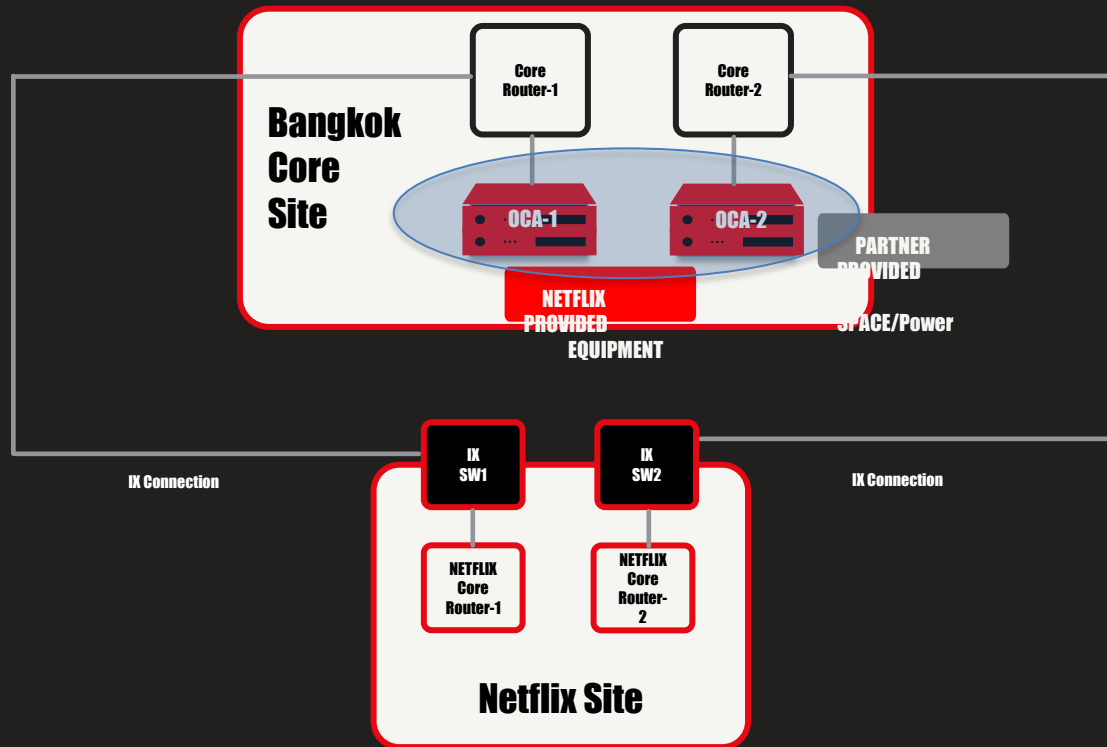 Core
Router-1
Core
Router-2
Bangkok
Core
Site
OCA-1
OCA-2
PARTNER
PROVIDED
SPACE/Power
NETFLIX
PROVIDED
EQUIPMENT
IX
SW1
IX
SW2
IX Connection
IX Connection
NETFLIX
Core
Router-1
NETFLIX
Core
Router-
2
Netflix Site